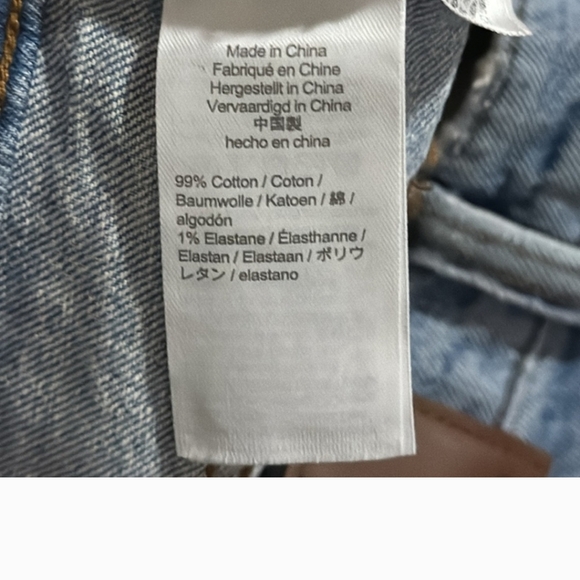 Made in China
Fabriqué en Chine
Hergestellt in China
Vervaardigd in China
中国製
hecho en china
99% Cotton / Coton /
Baumwolle / Katoen / 綿 /
algodón
1% Elastane / Élasthanne /
Elastan / Elastaan / ポリウ
レタン / elastano